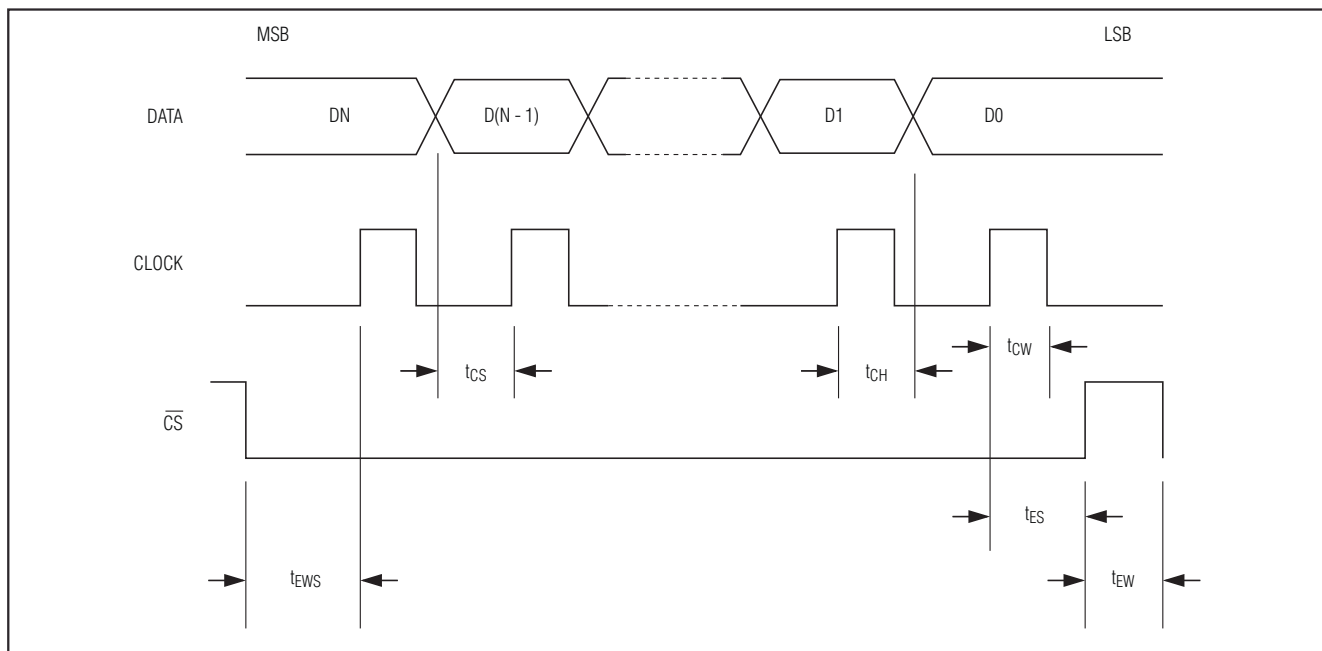 MSB LSB
DATA DN D(N - 1) D1 D0
CLOCK
tCS tCH tCW
CS
tES
tEWS tEW